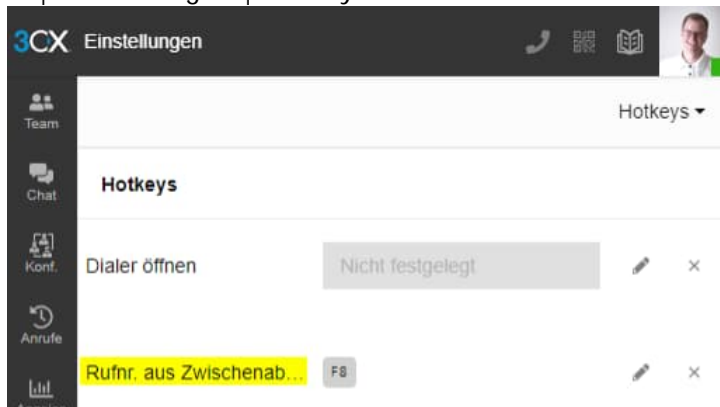 3CX Einstellungen
Team
Hotkeys
Chat
Hotkeys
Konf.
Dialer öffnen
Nicht festgelegt
Anrufe
Rufnr. aus Zwischenab...
F8